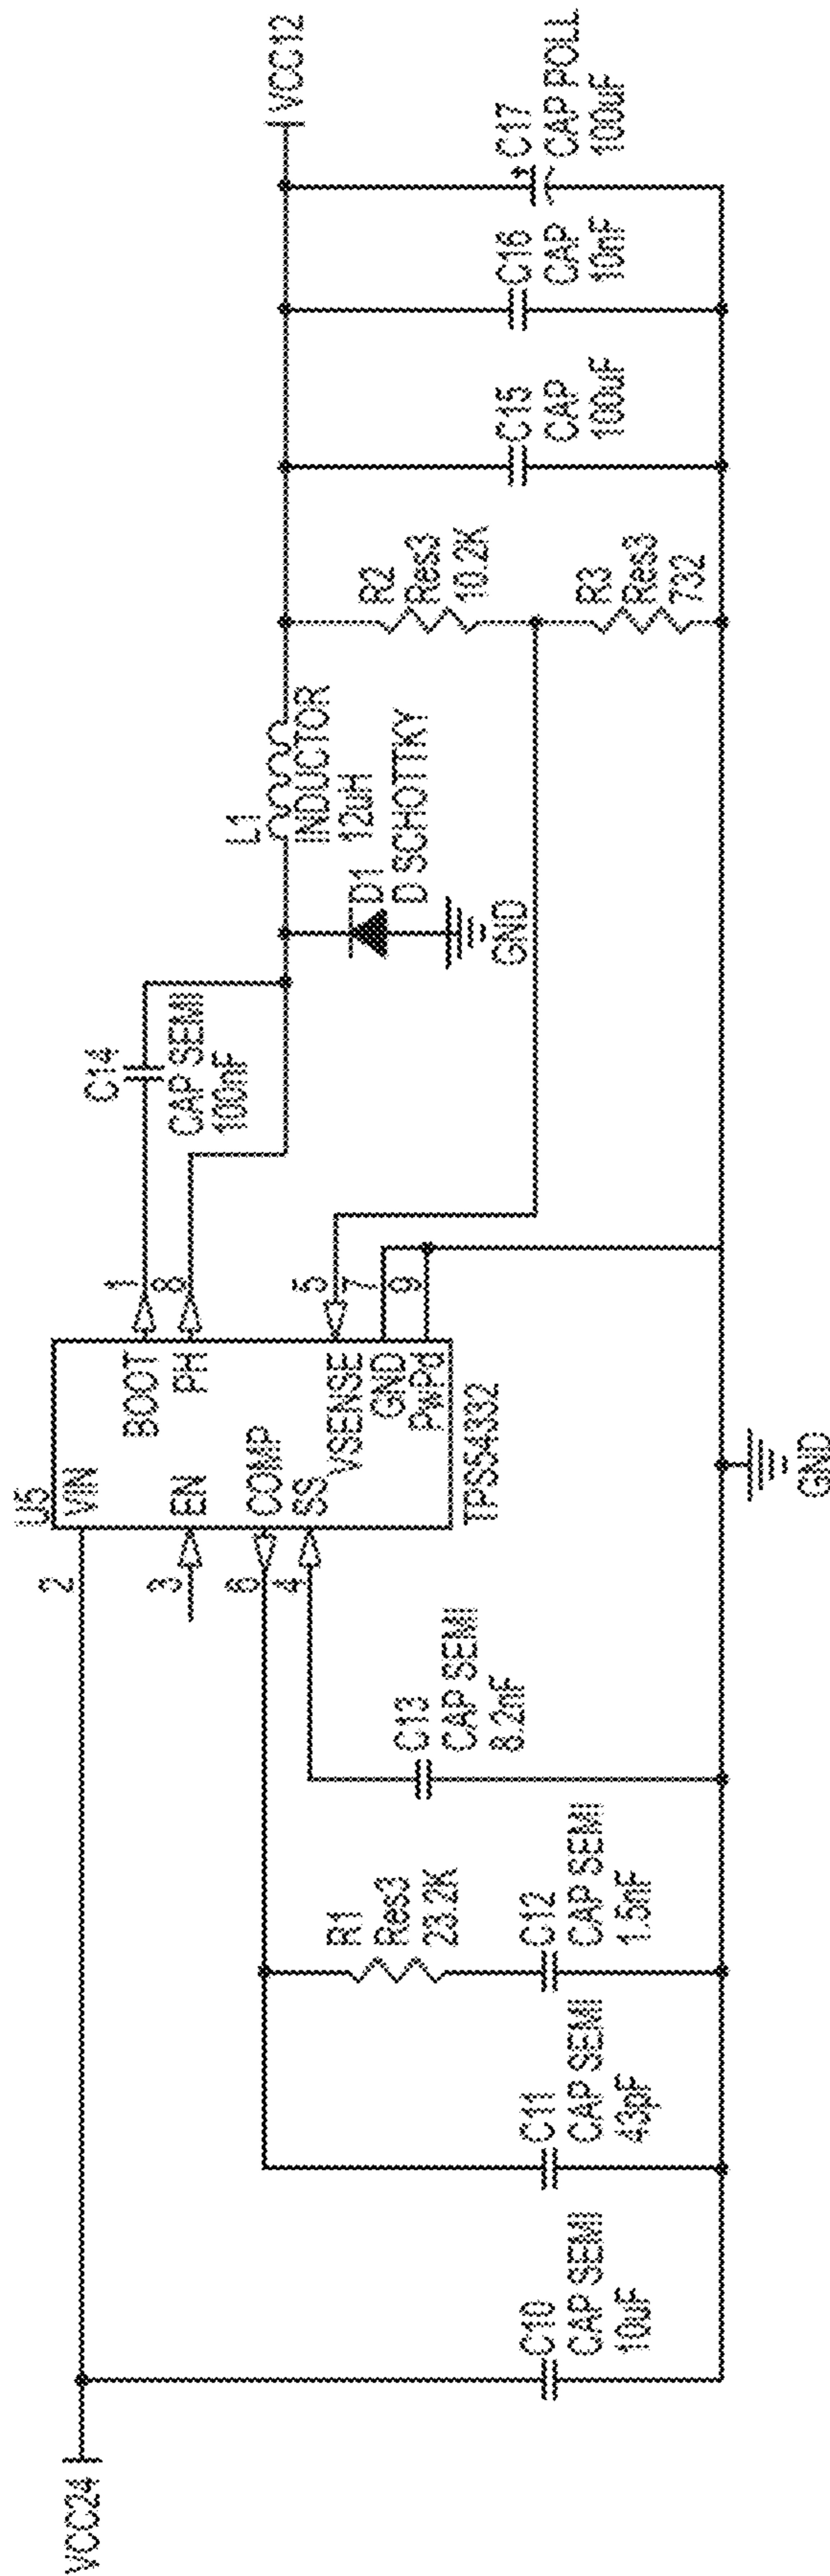 VCC24
C10
CAP SEMI
10uF
C11
CAP SEMI
43pF
R1
Res3
23.2K
C12
CAP SEMI
1.5nF
C13
CAP SEMI
8.2nF
2
3
6
4
U5
VIN
EN
COMP
SS
BOOT
PH
VSENSE
GND
PwPd
TPS54332
1
8
5
7
9
GND
C14
CAP SEMI
100nF
D1
D SCHOTTKY
GND
L1
INDUCTOR
12uH
R2
Res3
10.2K
R3
Res3
732
C15
CAP
100uF
C16
CAP
10nF
C17
CAP POLL
100uF
+
VCC12